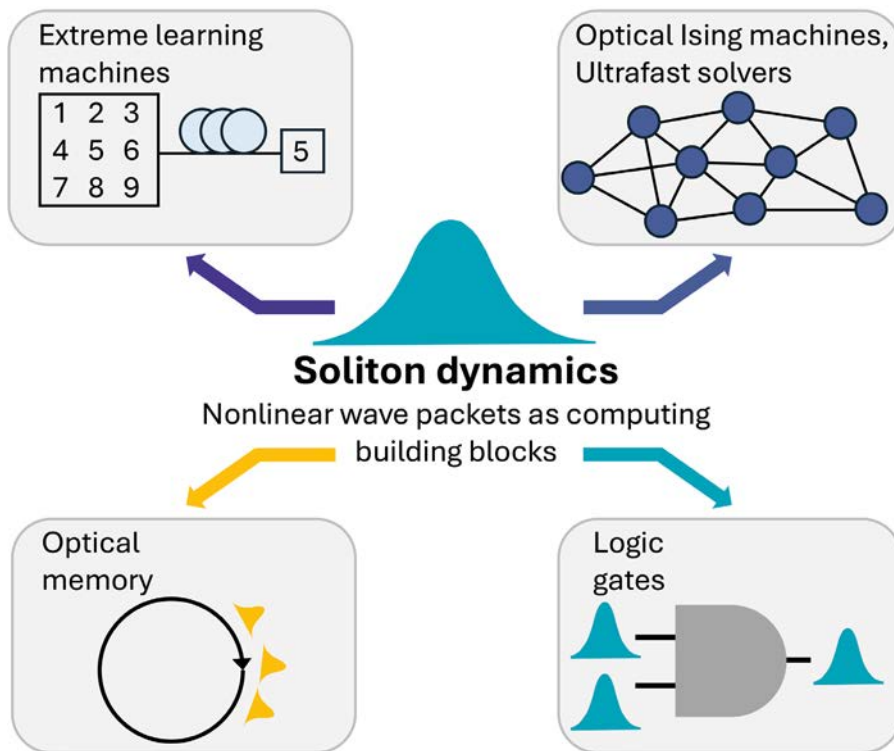 Extreme learning
machines
1 2 3
4 5 6
7 8 9
5
Optical Ising machines,
Ultrafast solvers
Soliton dynamics
Nonlinear wave packets as computing
building blocks
Optical
memory
Logic
gates